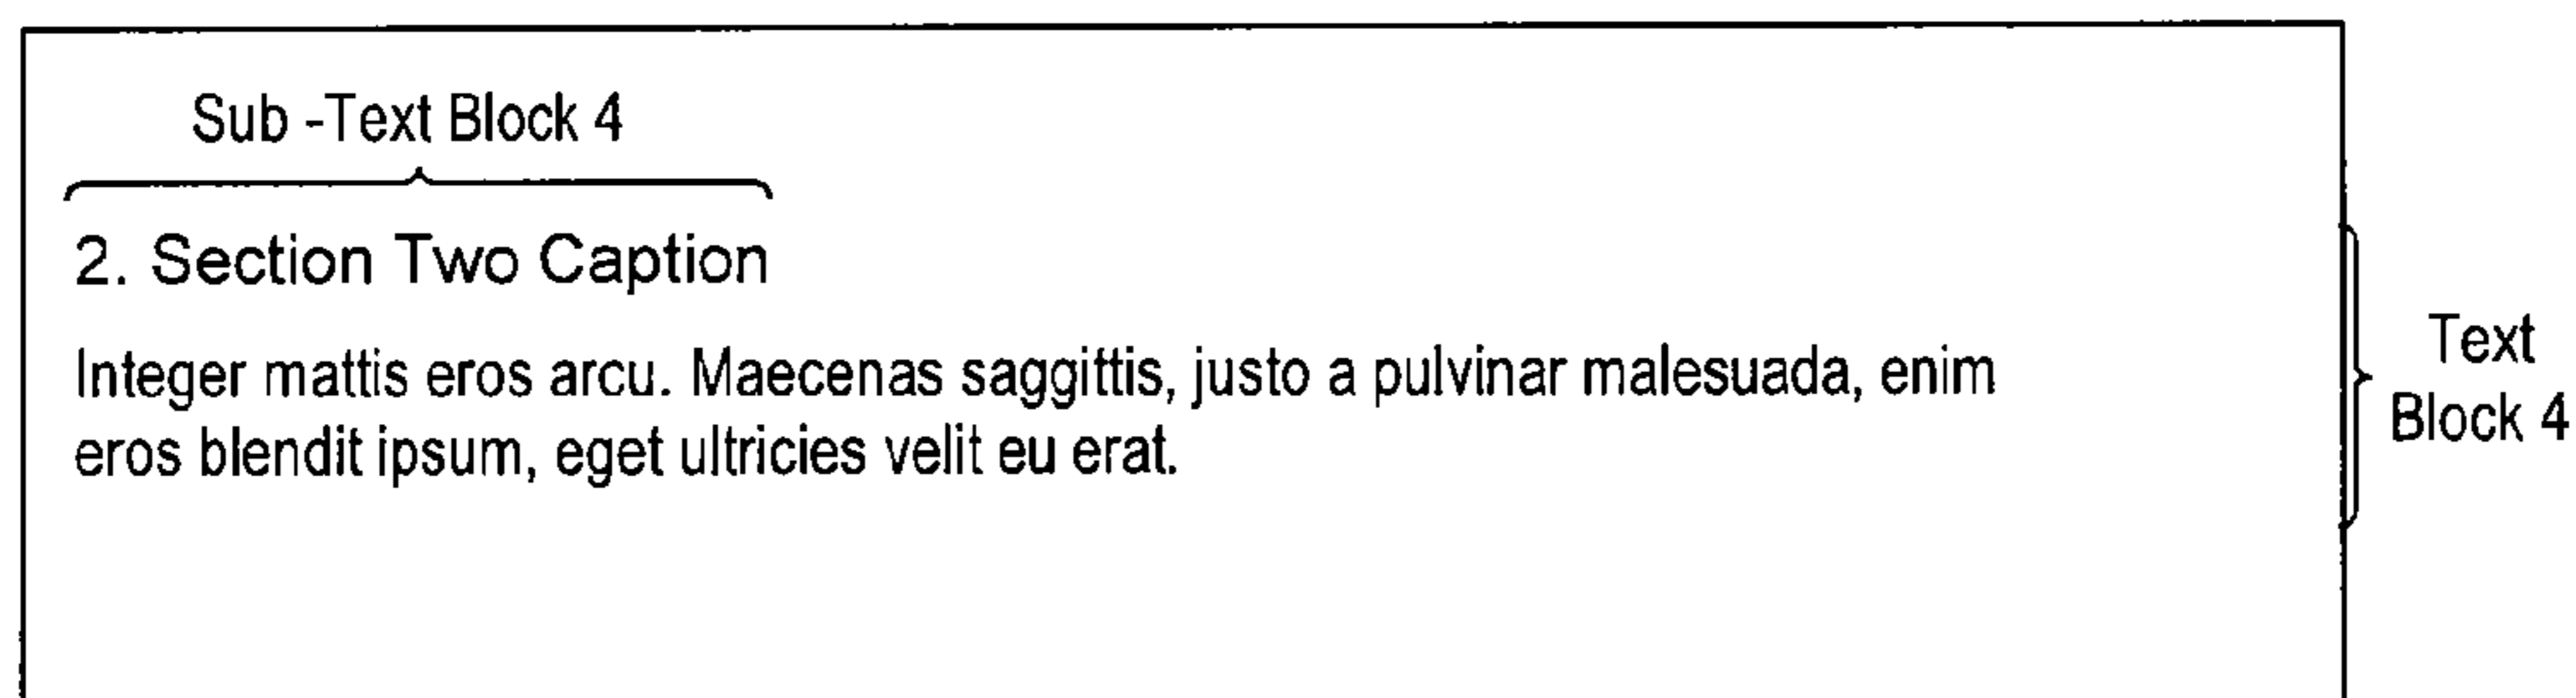 Sub -Text Block 4
2. Section Two Caption
Integer mattis eros arcu. Maecenas saggittis, justo a pulvinar malesuada, enim
eros blendit ipsum, eget ultricies velit eu erat.
Text
Block 4